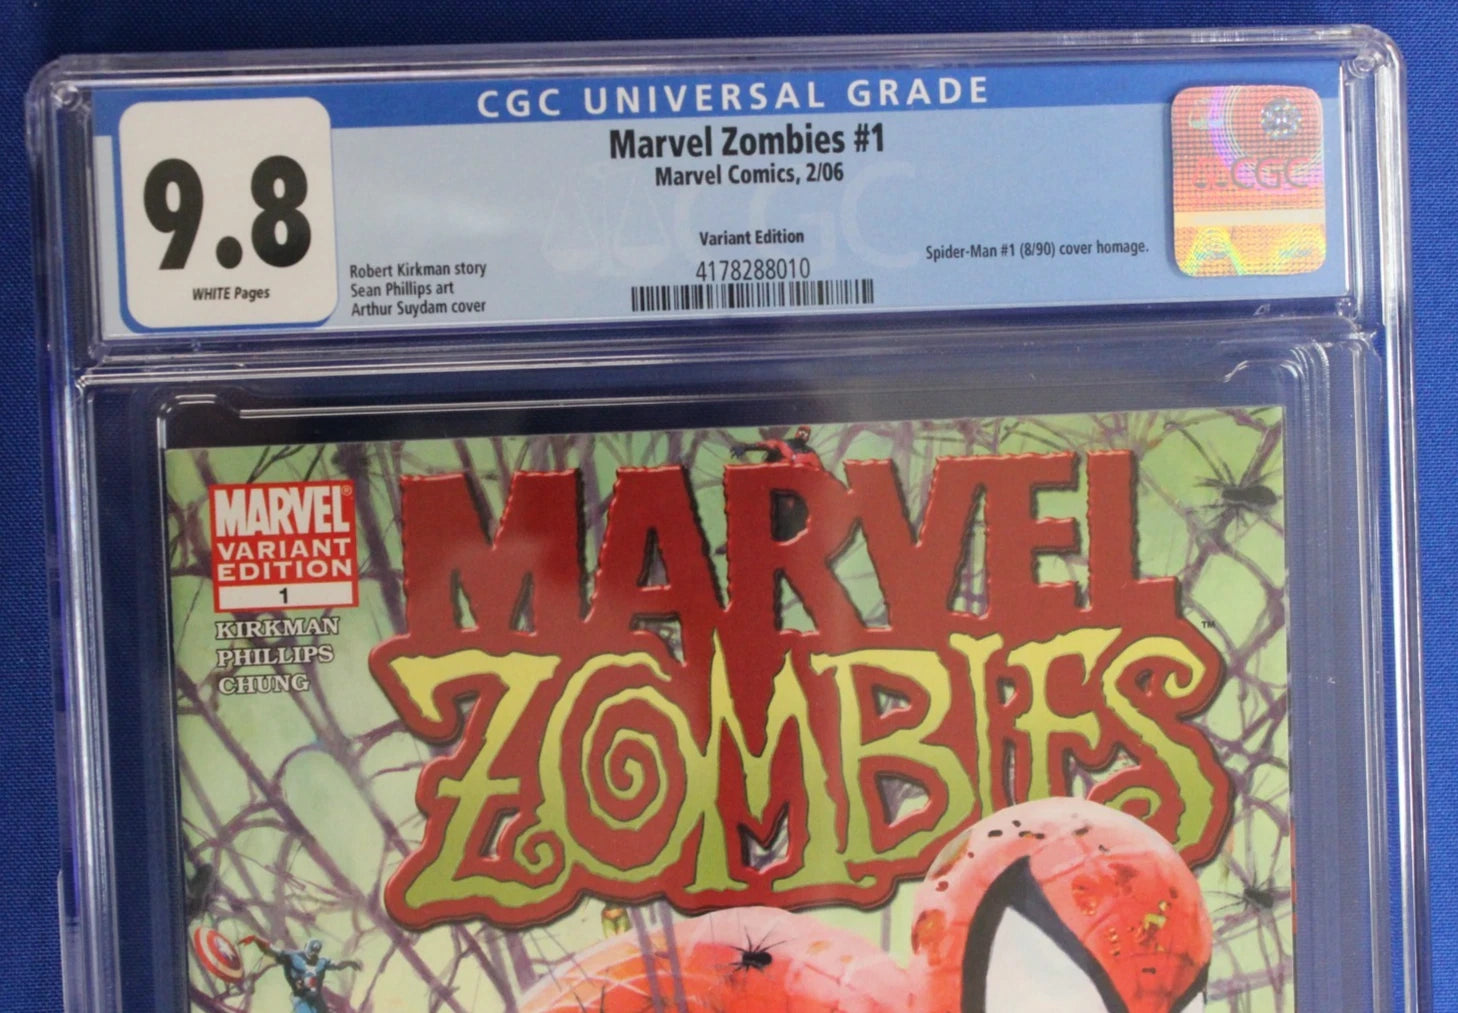 CGC UNIVERSAL GRADE
9.8
WHITE Pages
Marvel Zombies #1
Marvel Comics, 2/06
Variant Edition
4178288010
Robert Kirkman story
Sean Phillips art
Arthur Suydam cover
Spider-Man #1 (8/90) cover homage.
CGC
CGC
MARVEL®
VARIANT
EDITION
1
KIRKMAN
PHILLIPS
CHUNG
MARVEL
ZOMBIES
TM